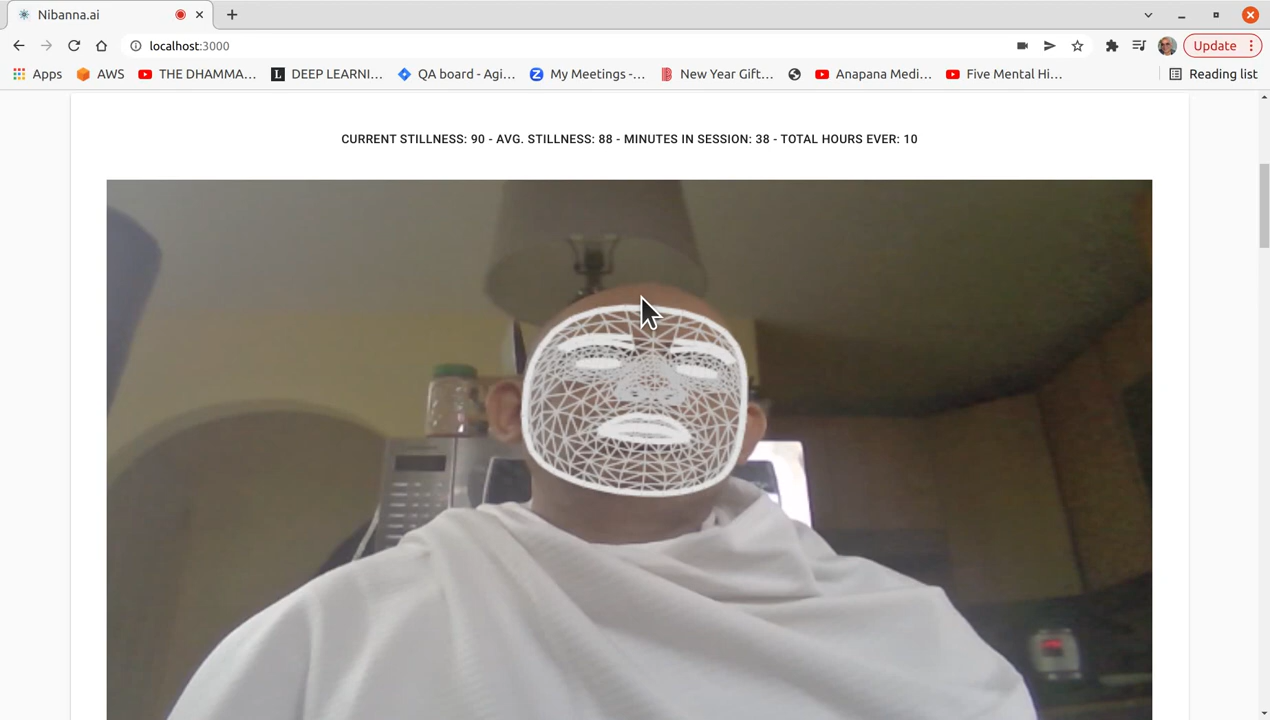 Nibanna.ai
localhost:3000
Update
Apps AWS THE DHAMMA... DEEP LEARNI... QA board - Agi... My Meetings -... New Year Gift... Anapana Medi... Five Mental Hi... Reading list
CURRENT STILLNESS: 90 - AVG. STILLNESS: 88 - MINUTES IN SESSION: 38 - TOTAL HOURS EVER: 10